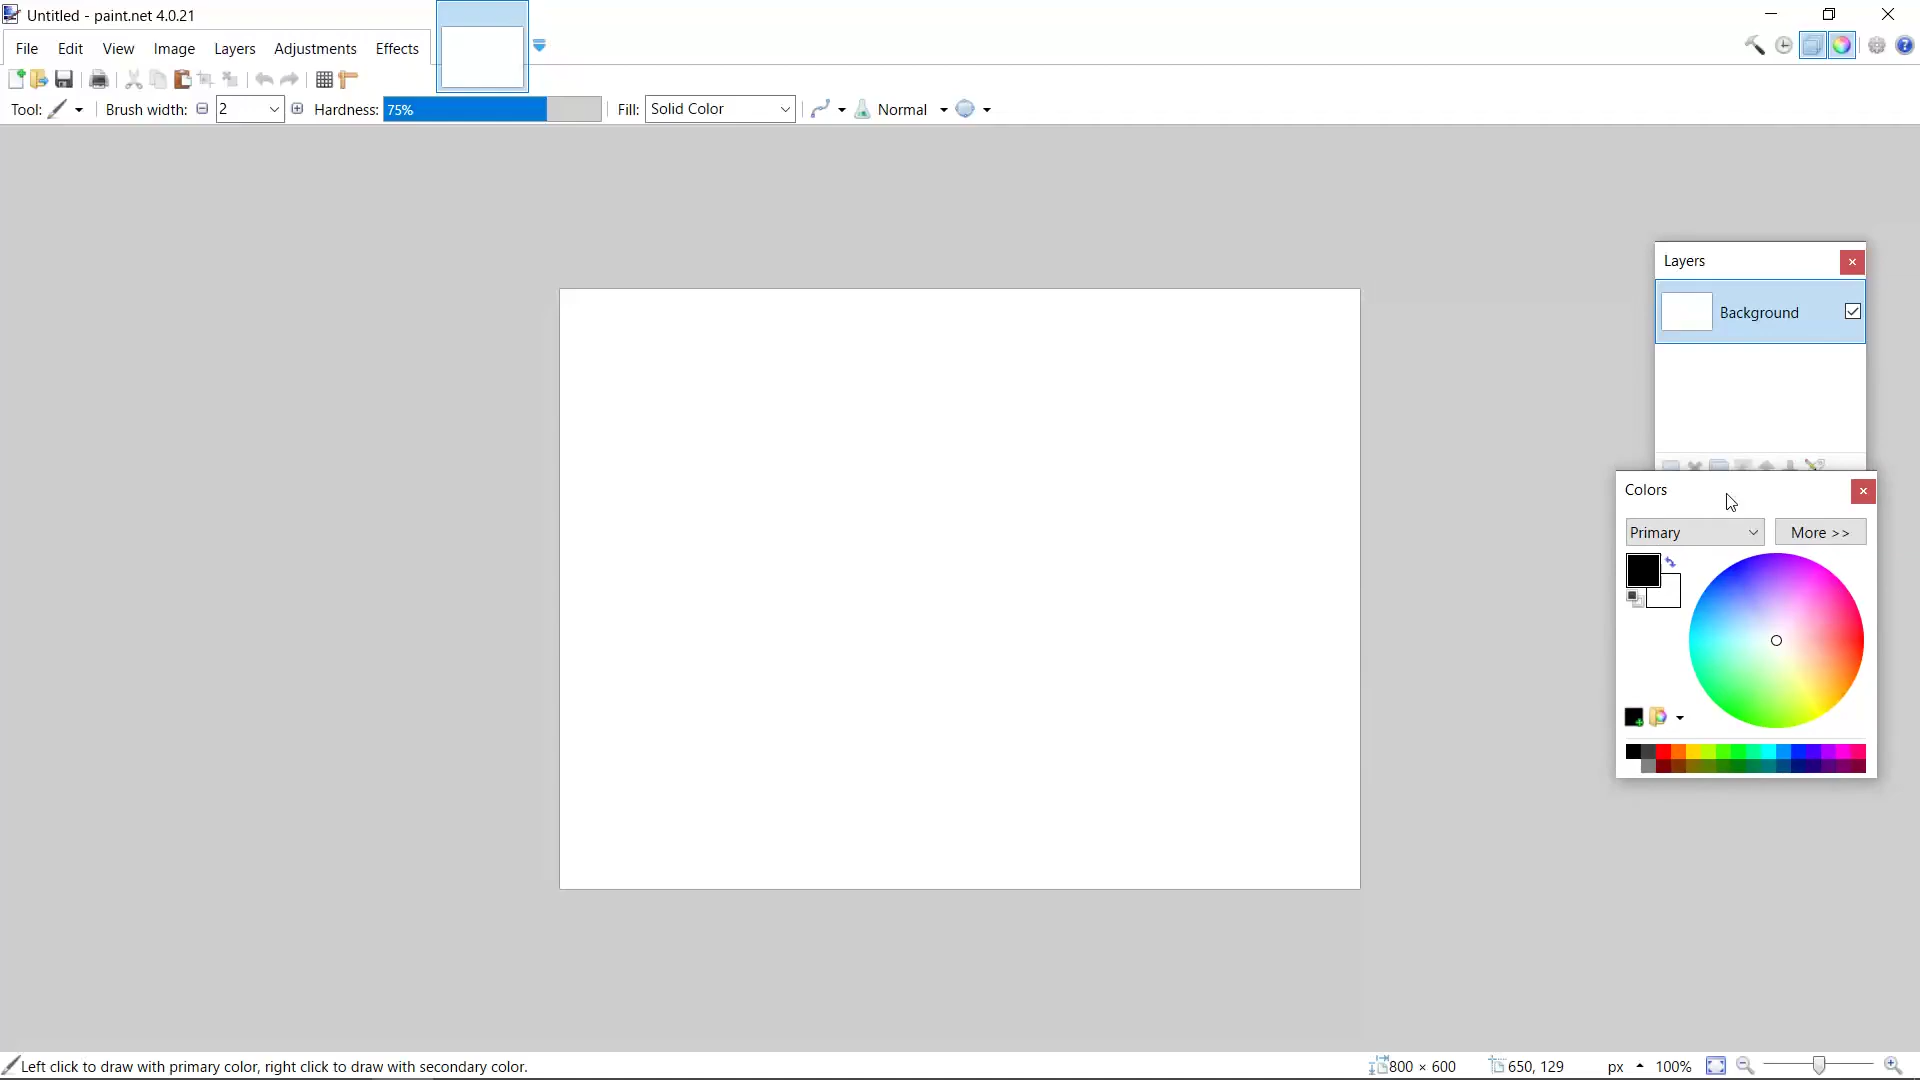 Untitled - paint.net 4.0.21
File Edit View Image Layers Adjustments Effects
Tool: Brush width: 2 Hardness: 75% Fill: Solid Color Normal
Layers
Background
Colors
Primary More >>
Left click to draw with primary color, right click to draw with secondary color. 800 × 600 650, 129 px 100%